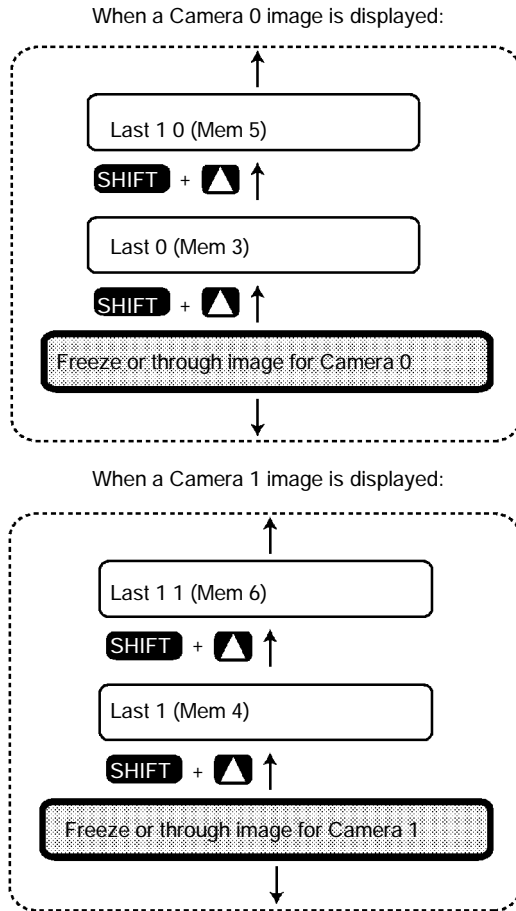 When a Camera 0 image is displayed:
Last 1 0 (Mem 5)
SHIFT +
Last 0 (Mem 3)
SHIFT +
Freeze or through image for Camera 0
When a Camera 1 image is displayed:
Last 1 1 (Mem 6)
SHIFT +
Last 1 (Mem 4)
SHIFT +
Freeze or through image for Camera 1